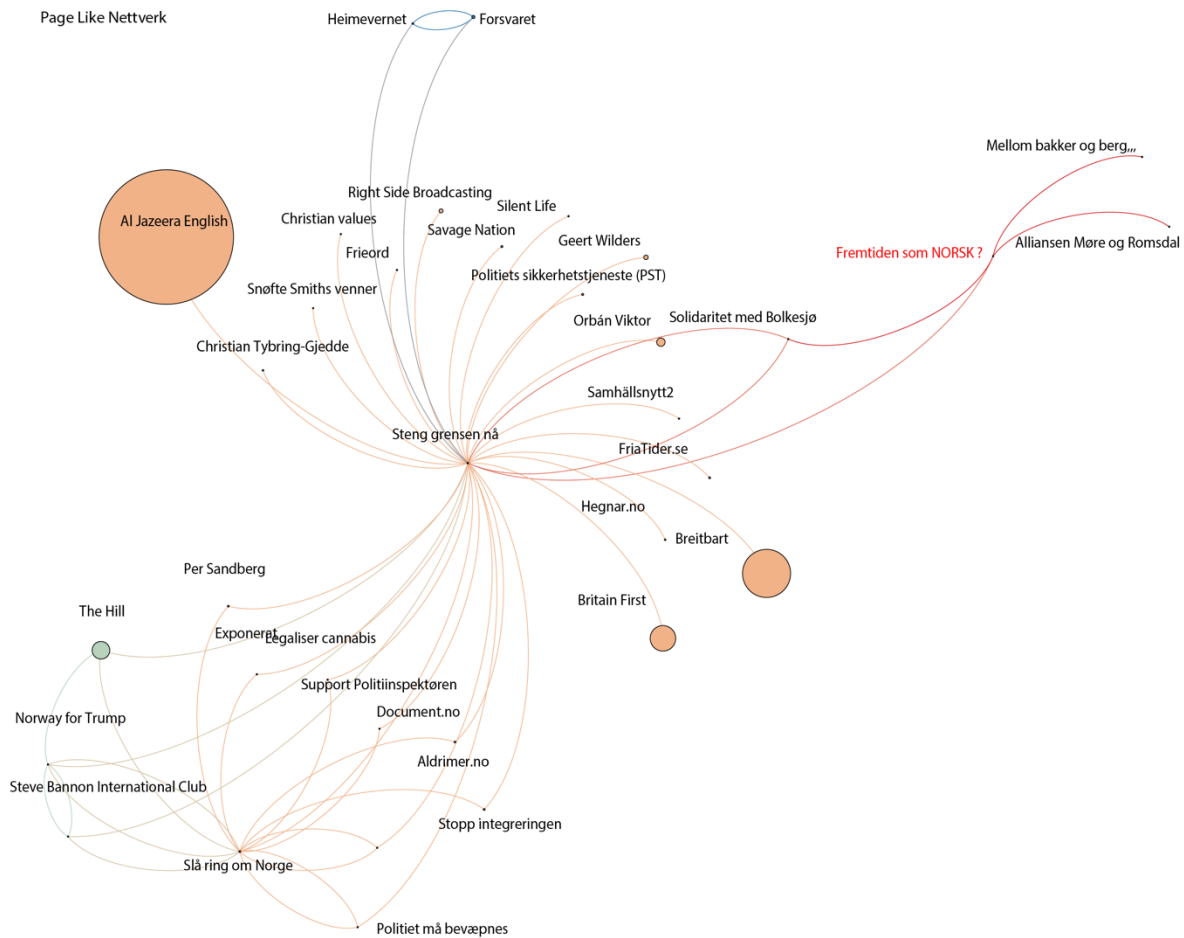 Page Like Nettverk
Heimevernet
Forsvaret
Mellom bakker og berg,,,
Right Side Broadcasting
Silent Life
Al Jazeera English
Christian values
Savage Nation
Geert Wilders
Alliansen Møre og Romsdal
Frieord
Fremtiden som NORSK ?
Politiets sikkerhetstjeneste (PST)
Snøfte Smiths venner
Orbán Viktor
Solidaritet med Bolkesjø
Christian Tybring-Gjedde
Samhällsnytt2
Steng grensen nå
FriaTider.se
Hegnar.no
Breitbart
Per Sandberg
Britain First
The Hill
Exponerat
Legaliser cannabis
Support Politiinspektøren
Document.no
Norway for Trump
Aldrimer.no
Steve Bannon International Club
Stopp integreringen
Slå ring om Norge
Politiet må bevæpnes